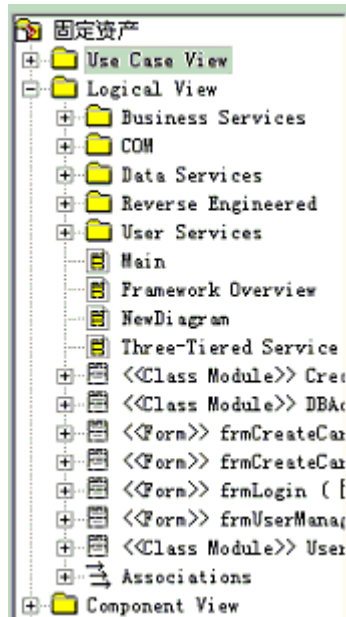 固定资产
Use Case View
Logical View
Business Services
COM
Data Services
Reverse Engineered
User Services
Main
Framework Overview
NewDiagram
Three-Tiered Service
<<Class Module>> Crea
<<Class Module>> DBAc
<<Form>> frmCreateCar
<<Form>> frmCreateCar
<<Form>> frmLogin (
<<Form>> frmUserManag
<<Class Module>> User
Associations
Component View